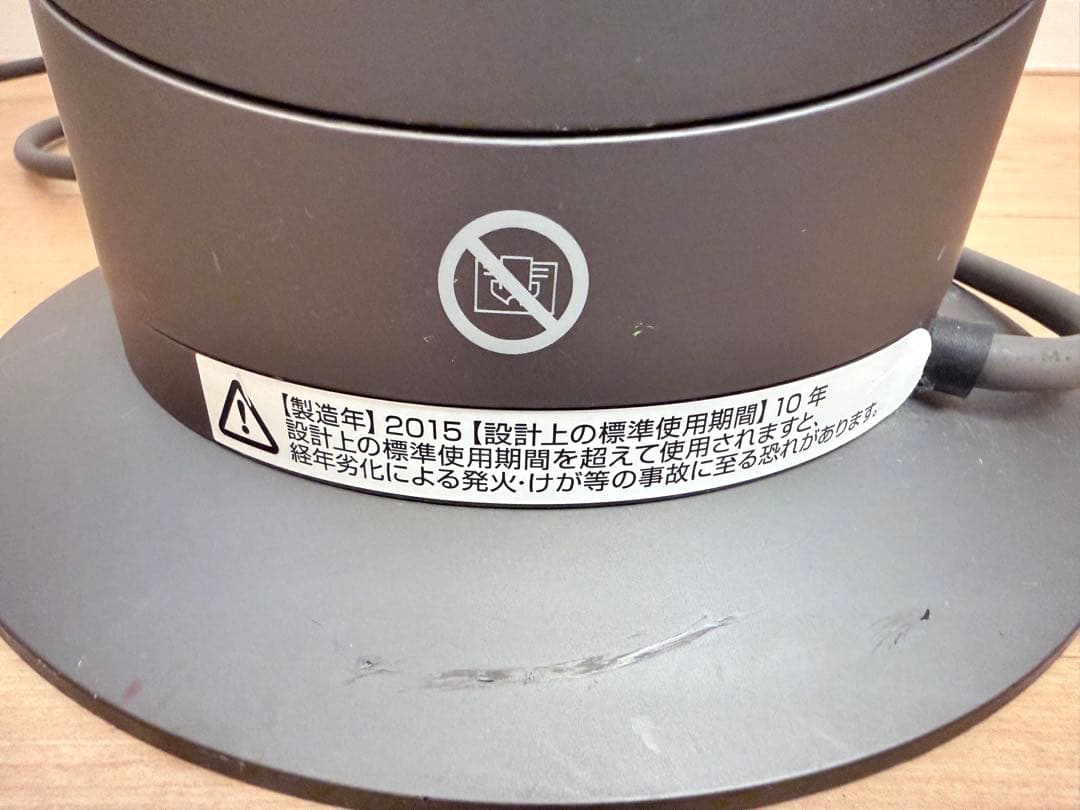 【製造年】2015【設計上の標準使用期間】10年
設計上の標準使用期間を超えて使用されますと、
経年劣化による発火・けが等の事故に至る恐れがあります。